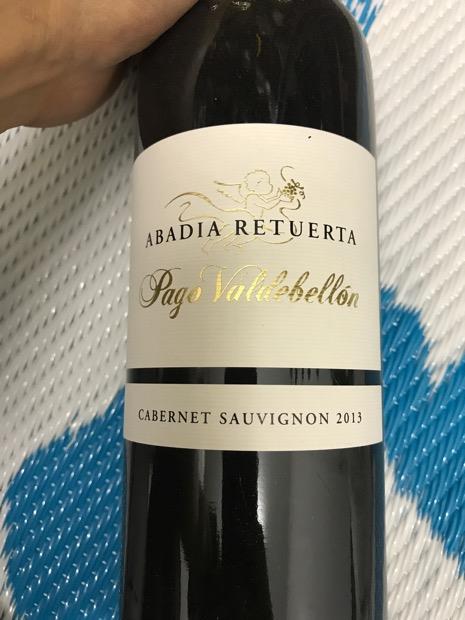 ABADIA RETUERTA
Pago Valdebellón
CABERNET SAUVIGNON 2013